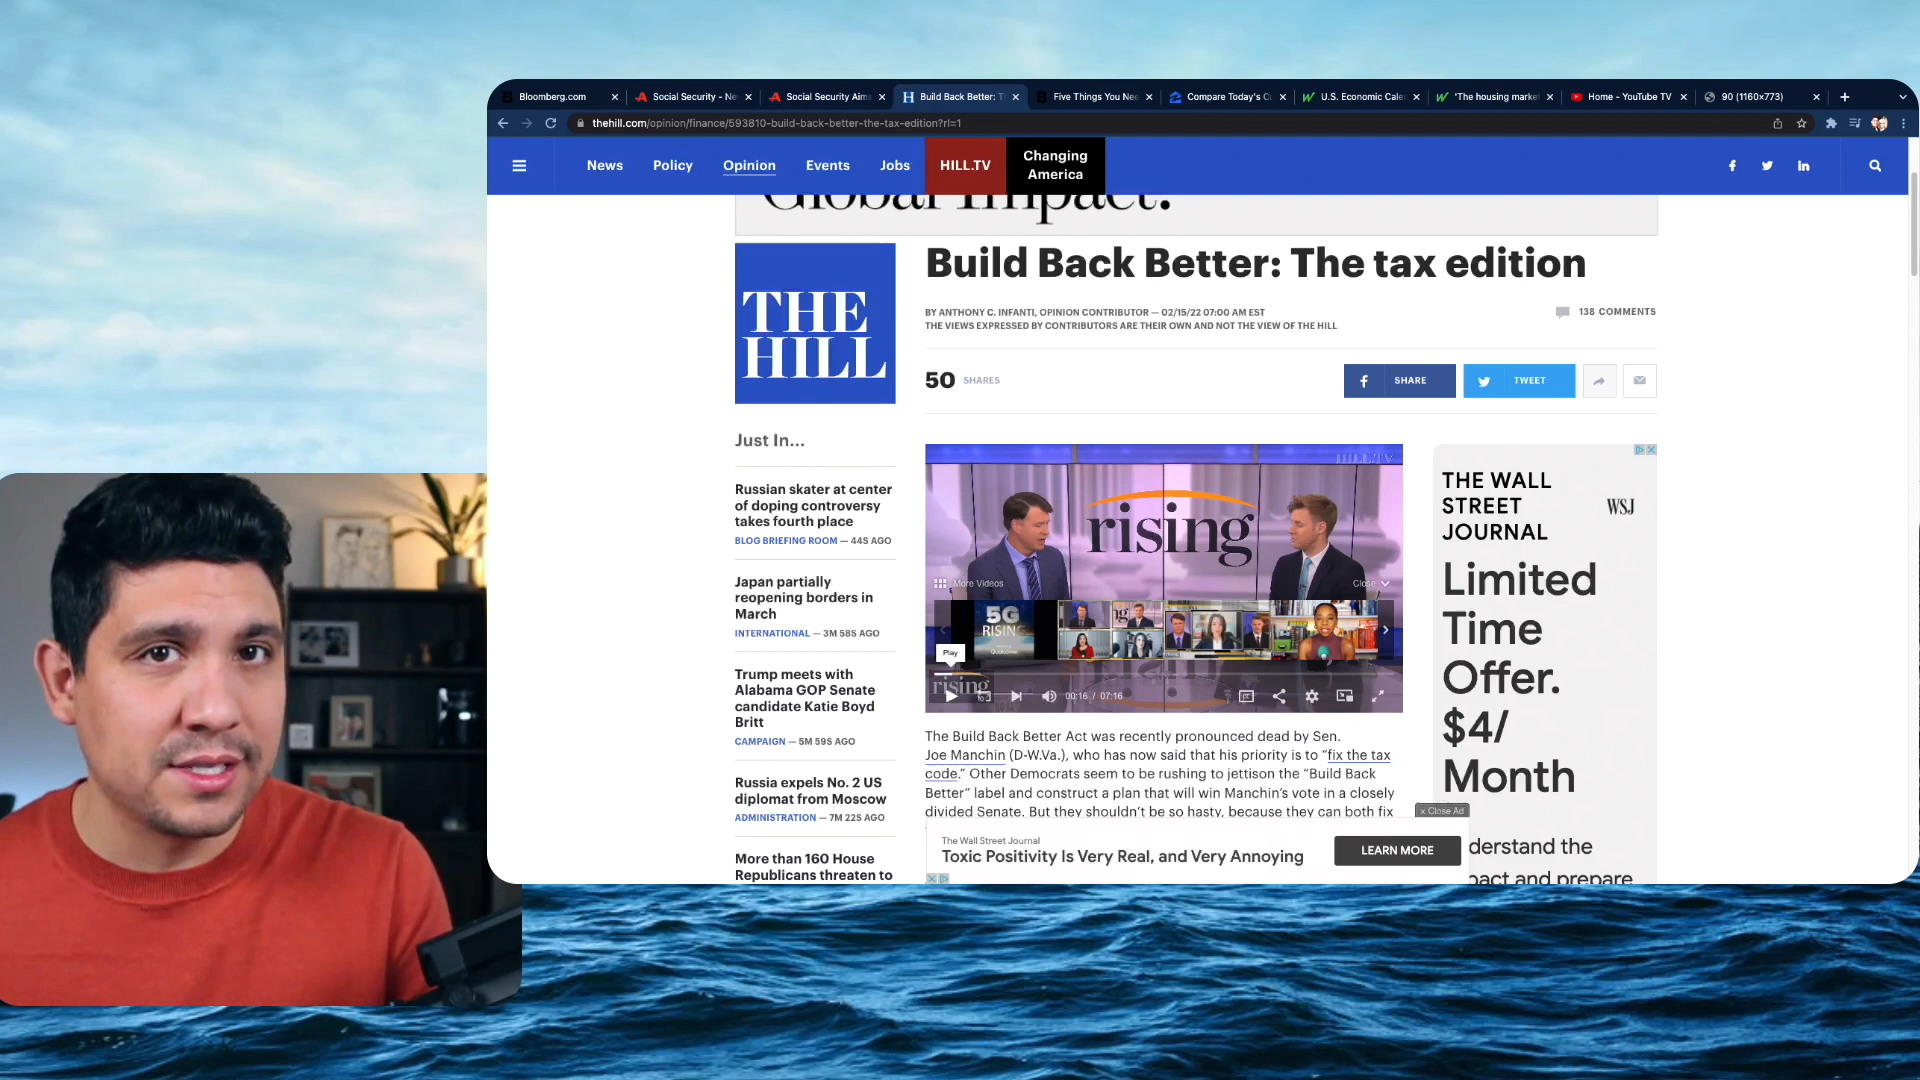 Bloomberg.com
Social Security - Ne
Social Security Aims
Build Back Better: T
Five Things You Nee
Compare Today's C
U.S. Economic Cale
'The housing marke
Home - YouTube TV
90 (1160×773)
thehill.com/opinion/finance/593810-build-back-better-the-tax-edition?rl=1
News
Policy
Opinion
Events
Jobs
HILL.TV
Changing
America
Global Impact.
THE
HILL
Build Back Better: The tax edition
BY ANTHONY C. INFANTI, OPINION CONTRIBUTOR — 02/15/22 07:00 AM EST
THE VIEWS EXPRESSED BY CONTRIBUTORS ARE THEIR OWN AND NOT THE VIEW OF THE HILL
138 COMMENTS
50 SHARES
SHARE
TWEET
Just In...
Russian skater at center
of doping controversy
takes fourth place
BLOG BRIEFING ROOM — 44S AGO
Japan partially
reopening borders in
March
INTERNATIONAL — 3M 58S AGO
Trump meets with
Alabama GOP Senate
candidate Katie Boyd
Britt
CAMPAIGN — 5M 59S AGO
Russia expels No. 2 US
diplomat from Moscow
ADMINISTRATION — 7M 22S AGO
More than 160 House
Republicans threaten to
HILL.TV
rising
More Videos
Close
5G
RISING
Play
rising
00:16 / 07:16
The Build Back Better Act was recently pronounced dead by Sen.
Joe Manchin (D-W.Va.), who has now said that his priority is to “fix the tax
code.” Other Democrats seem to be rushing to jettison the “Build Back
Better” label and construct a plan that will win Manchin’s vote in a closely
divided Senate. But they shouldn’t be so hasty, because they can both fix
x Close Ad
The Wall Street Journal
Toxic Positivity Is Very Real, and Very Annoying
LEARN MORE
THE WALL
STREET
JOURNAL
WSJ
Limited
Time
Offer.
$4/
Month
derstand the
pact and prepare